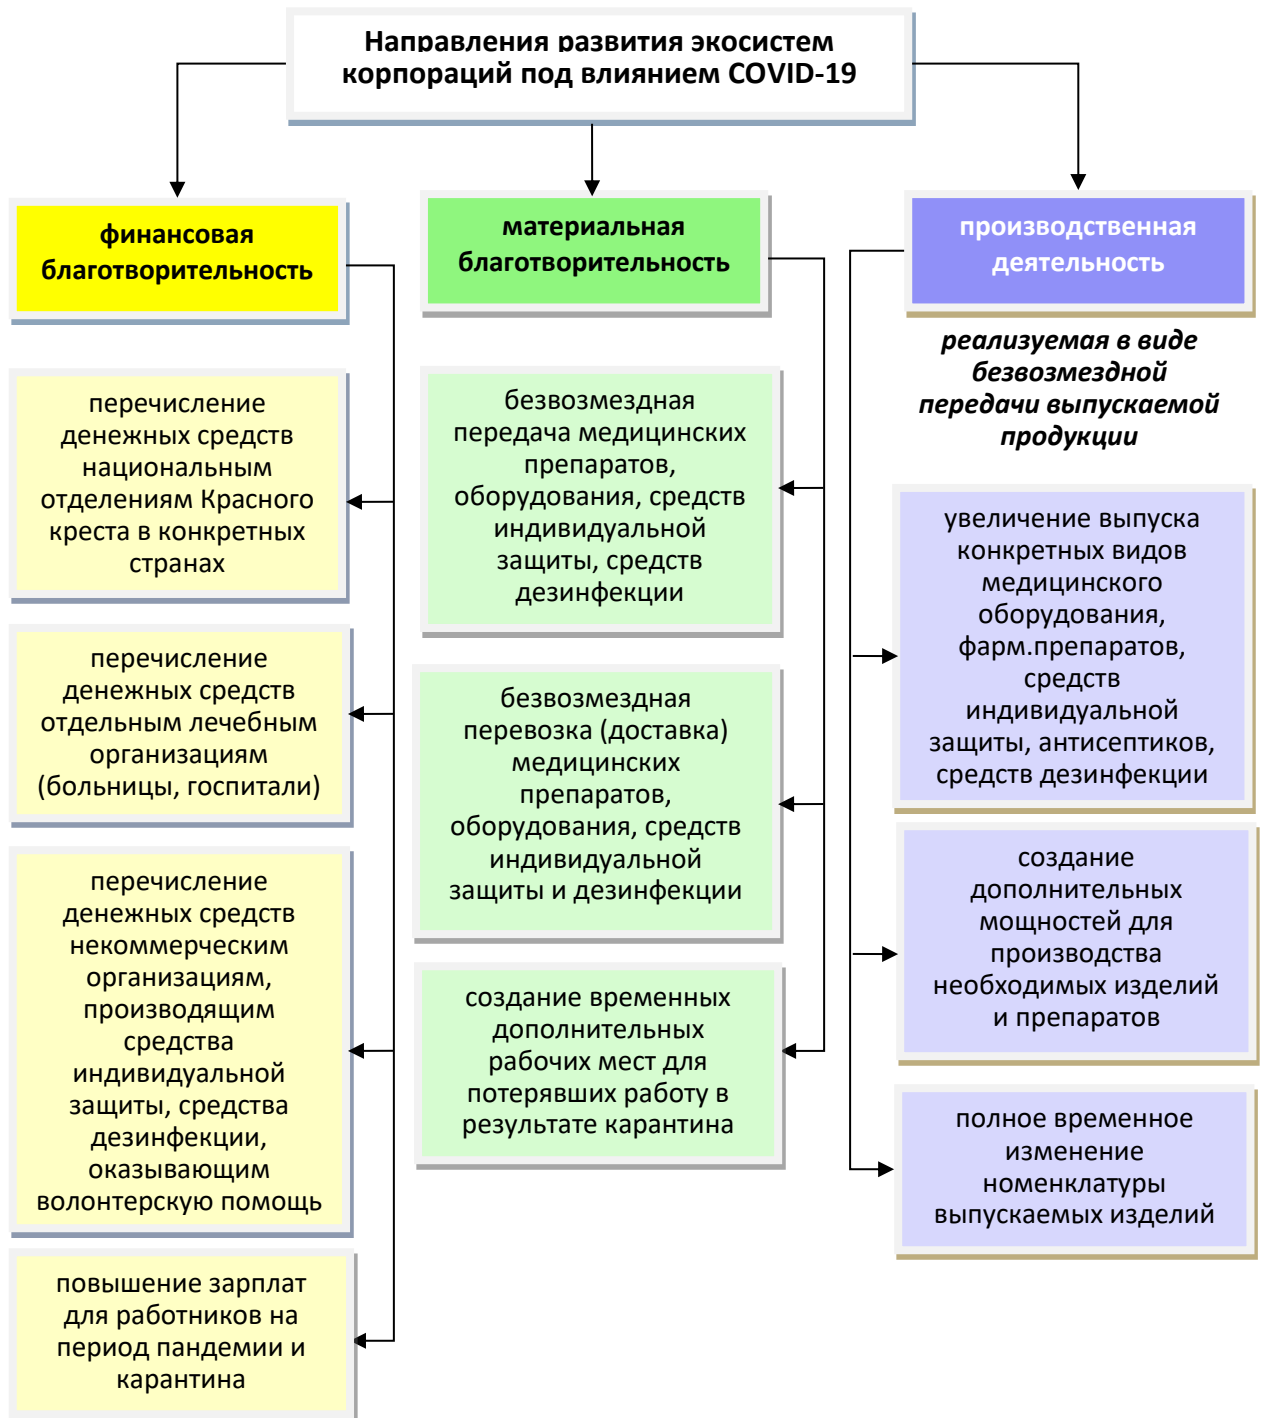 Направления развития экосистем
корпораций под влиянием COVID-19
финансовая
благотворительность
перечисление
денежных средств
национальным
отделениям Красного
креста в конкретных
странах
перечисление
денежных средств
отдельным лечебным
организациям
(больницы, госпитали)
перечисление
денежных средств
некоммерческим
организациям,
производящим
средства
индивидуальной
защиты, средства
дезинфекции,
оказывающим
волонтерскую помощь
повышение зарплат
для работников на
период пандемии и
карантина
материальная
благотворительность
безвозмездная
передача медицинских
препаратов,
оборудования, средств
индивидуальной
защиты, средств
дезинфекции
безвозмездная
перевозка (доставка)
медицинских
препаратов,
оборудования, средств
индивидуальной
защиты и дезинфекции
создание временных
дополнительных
рабочих мест для
потерявших работу в
результате карантина
производственная
деятельность
реализуемая в виде
безвозмездной
передачи выпускаемой
продукции
увеличение выпуска
конкретных видов
медицинского
оборудования,
фарм.препаратов,
средств
индивидуальной
защиты, антисептиков,
средств дезинфекции
создание
дополнительных
мощностей для
производства
необходимых изделий
и препаратов
полное временное
изменение
номенклатуры
выпускаемых изделий